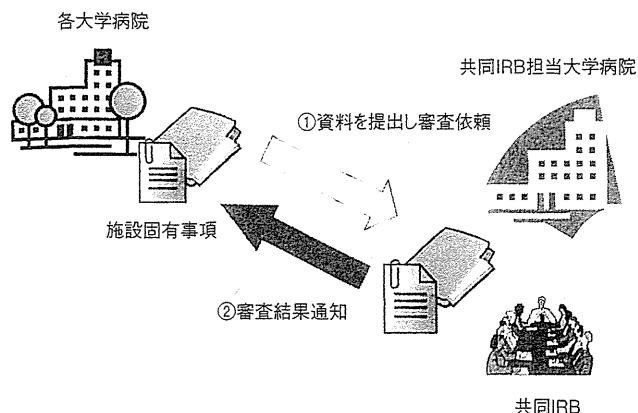 各大学病院
共同IRB担当大学病院
①資料を提出し審査依頼
施設固有事項
②審査結果通知
共同IRB